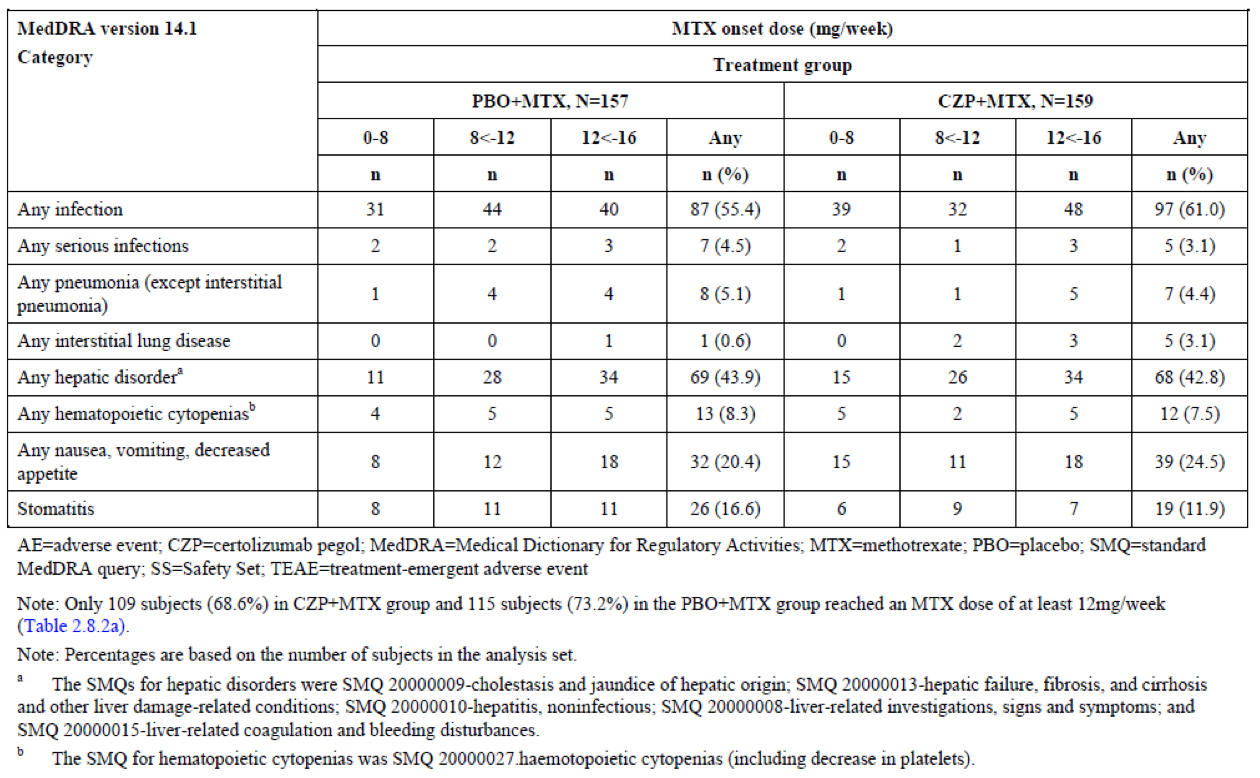 MedDRA version 14.1 Category MTX onset dose (mg/week)
Treatment group
PBO+MTX, N=157 CZP+MTX, N=159
0-8 8<-12 12<-16 Any 0-8 8<-12 12<-16 Any
n n n n (%) n n n n (%)
Any infection 31 44 40 87 (55.4) 39 32 48 97 (61.0)
Any serious infections 2 2 3 7 (4.5) 2 1 3 5 (3.1)
Any pneumonia (except interstitial pneumonia) 1 4 4 8 (5.1) 1 1 5 7 (4.4)
Any interstitial lung disease 0 0 1 1 (0.6) 0 2 3 5 (3.1)
Any hepatic disorder^a 11 28 34 69 (43.9) 15 26 34 68 (42.8)
Any hematopoietic cytopenias^b 4 5 5 13 (8.3) 5 2 5 12 (7.5)
Any nausea, vomiting, decreased appetite 8 12 18 32 (20.4) 15 11 18 39 (24.5)
Stomatitis 8 11 11 26 (16.6) 6 9 7 19 (11.9)
AE=adverse event; CZP=certolizumab pegol; MedDRA=Medical Dictionary for Regulatory Activities; MTX=methotrexate; PBO=placebo; SMQ=standard
MedDRA query; SS=Safety Set; TEAE=treatment-emergent adverse event
Note: Only 109 subjects (68.6%) in CZP+MTX group and 115 subjects (73.2%) in the PBO+MTX group reached an MTX dose of at least 12mg/week
(Table 2.8.2a).
Note: Percentages are based on the number of subjects in the analysis set.
a The SMQs for hepatic disorders were SMQ 20000009-cholestasis and jaundice of hepatic origin; SMQ 20000013-hepatic failure, fibrosis, and cirrhosis
and other liver damage-related conditions; SMQ 20000010-hepatitis, noninfectious; SMQ 20000008-liver-related investigations, signs and symptoms; and
SMQ 20000015-liver-related coagulation and bleeding disturbances.
b The SMQ for hematopoietic cytopenias was SMQ 20000027.haemotopoietic cytopenias (including decrease in platelets).